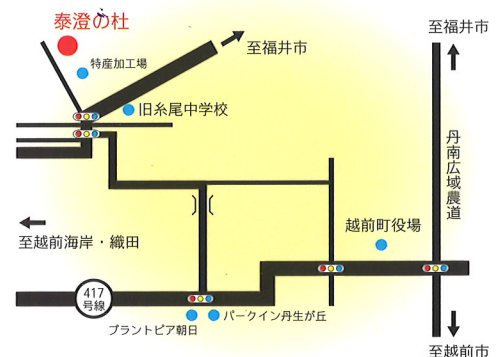 泰澄の杜
至福井市
特産加工場
至福井市
旧糸尾中学校
丹南広域農道
越前町役場
至越前海岸・織田
417
号線
パークイン丹生が丘
プラントピア朝日
至越前市